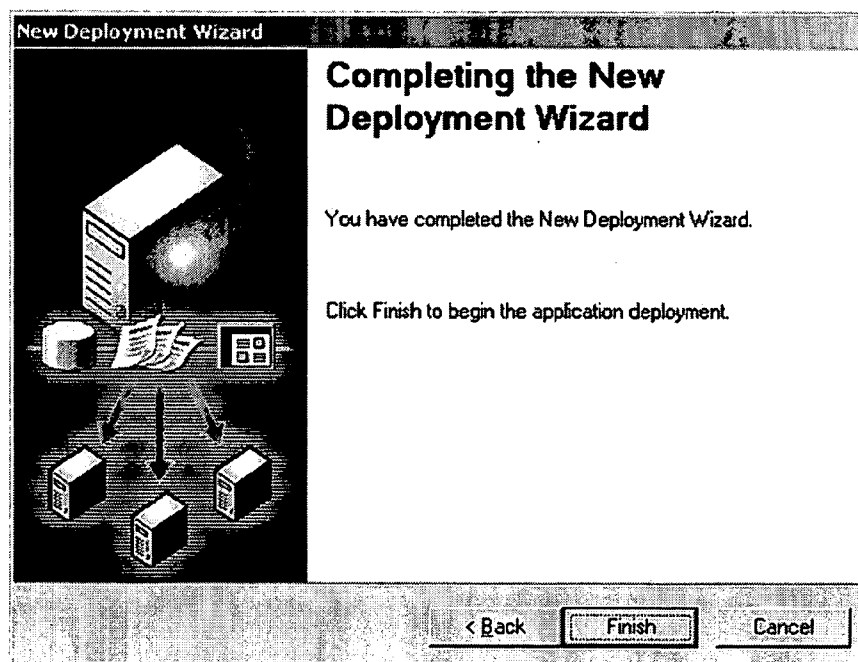 New Deployment Wizard
Completing the New
Deployment Wizard
You have completed the New Deployment Wizard.
Click Finish to begin the application deployment.
< Back
Finish
Cancel